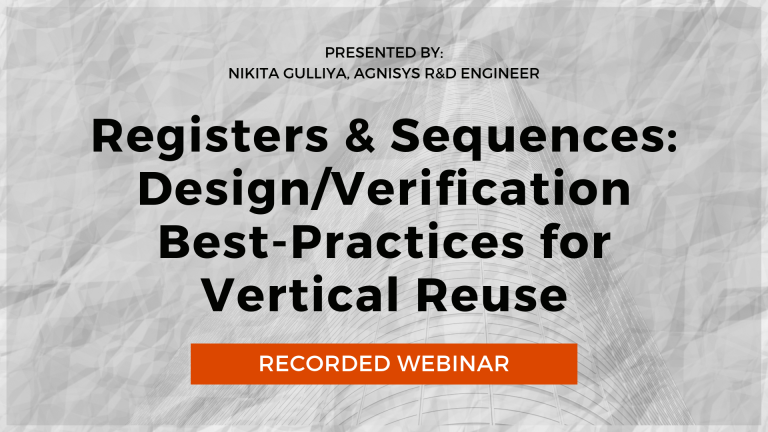 PRESENTED BY:
NIKITA GULLIYA, AGNISYS R&D ENGINEER
Registers & Sequences:
Design/Verification
Best-Practices for
Vertical Reuse
RECORDED WEBINAR